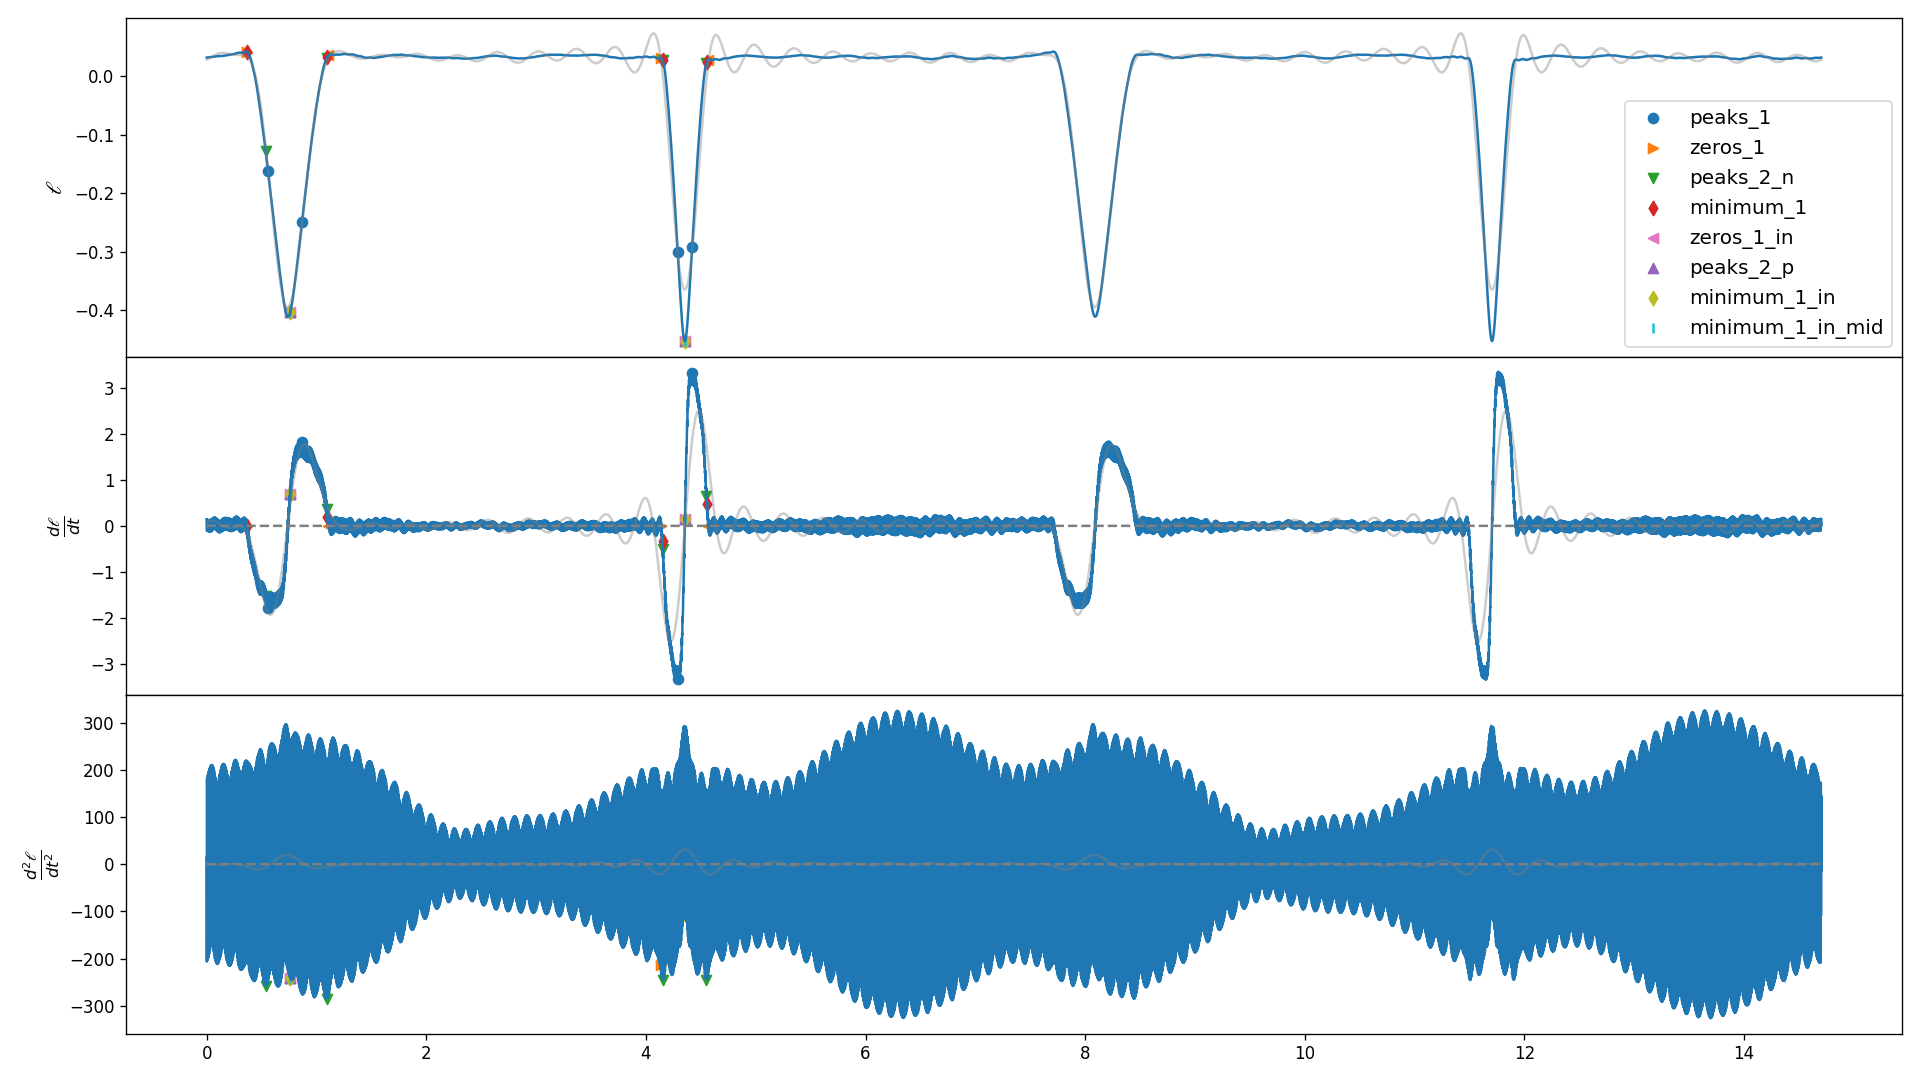 0.0
−0.1
−0.2
−0.3
−0.4
ℓ
peaks_1
zeros_1
peaks_2_n
minimum_1
zeros_1_in
peaks_2_p
minimum_1_in
minimum_1_in_mid
3
2
1
0
−1
−2
−3
dℓ/dt
300
200
100
0
−100
−200
−300
d²ℓ/dt²
0 2 4 6 8 10 12 14